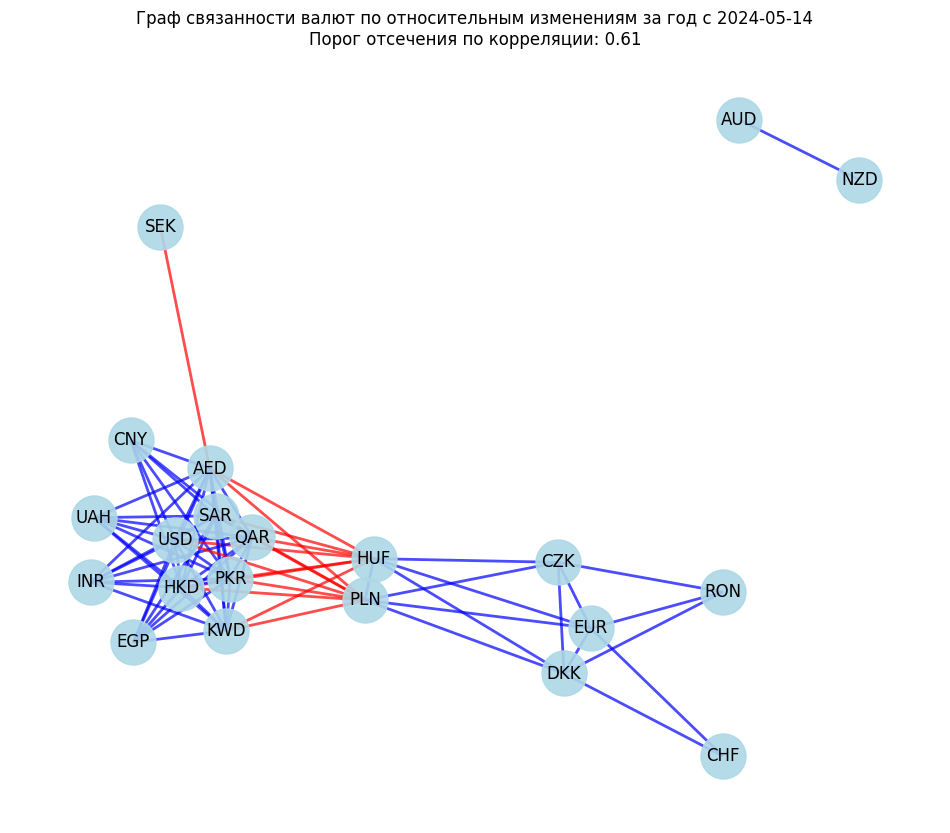 Граф связанности валют по относительным изменениям за год с 2024-05-14
Порог отсечения по корреляции: 0.61
AUD
NZD
SEK
CNY
AED
UAH
SAR
USD
QAR
HUF
CZK
INR
HKD
PKR
PLN
RON
EGP
KWD
EUR
DKK
CHF